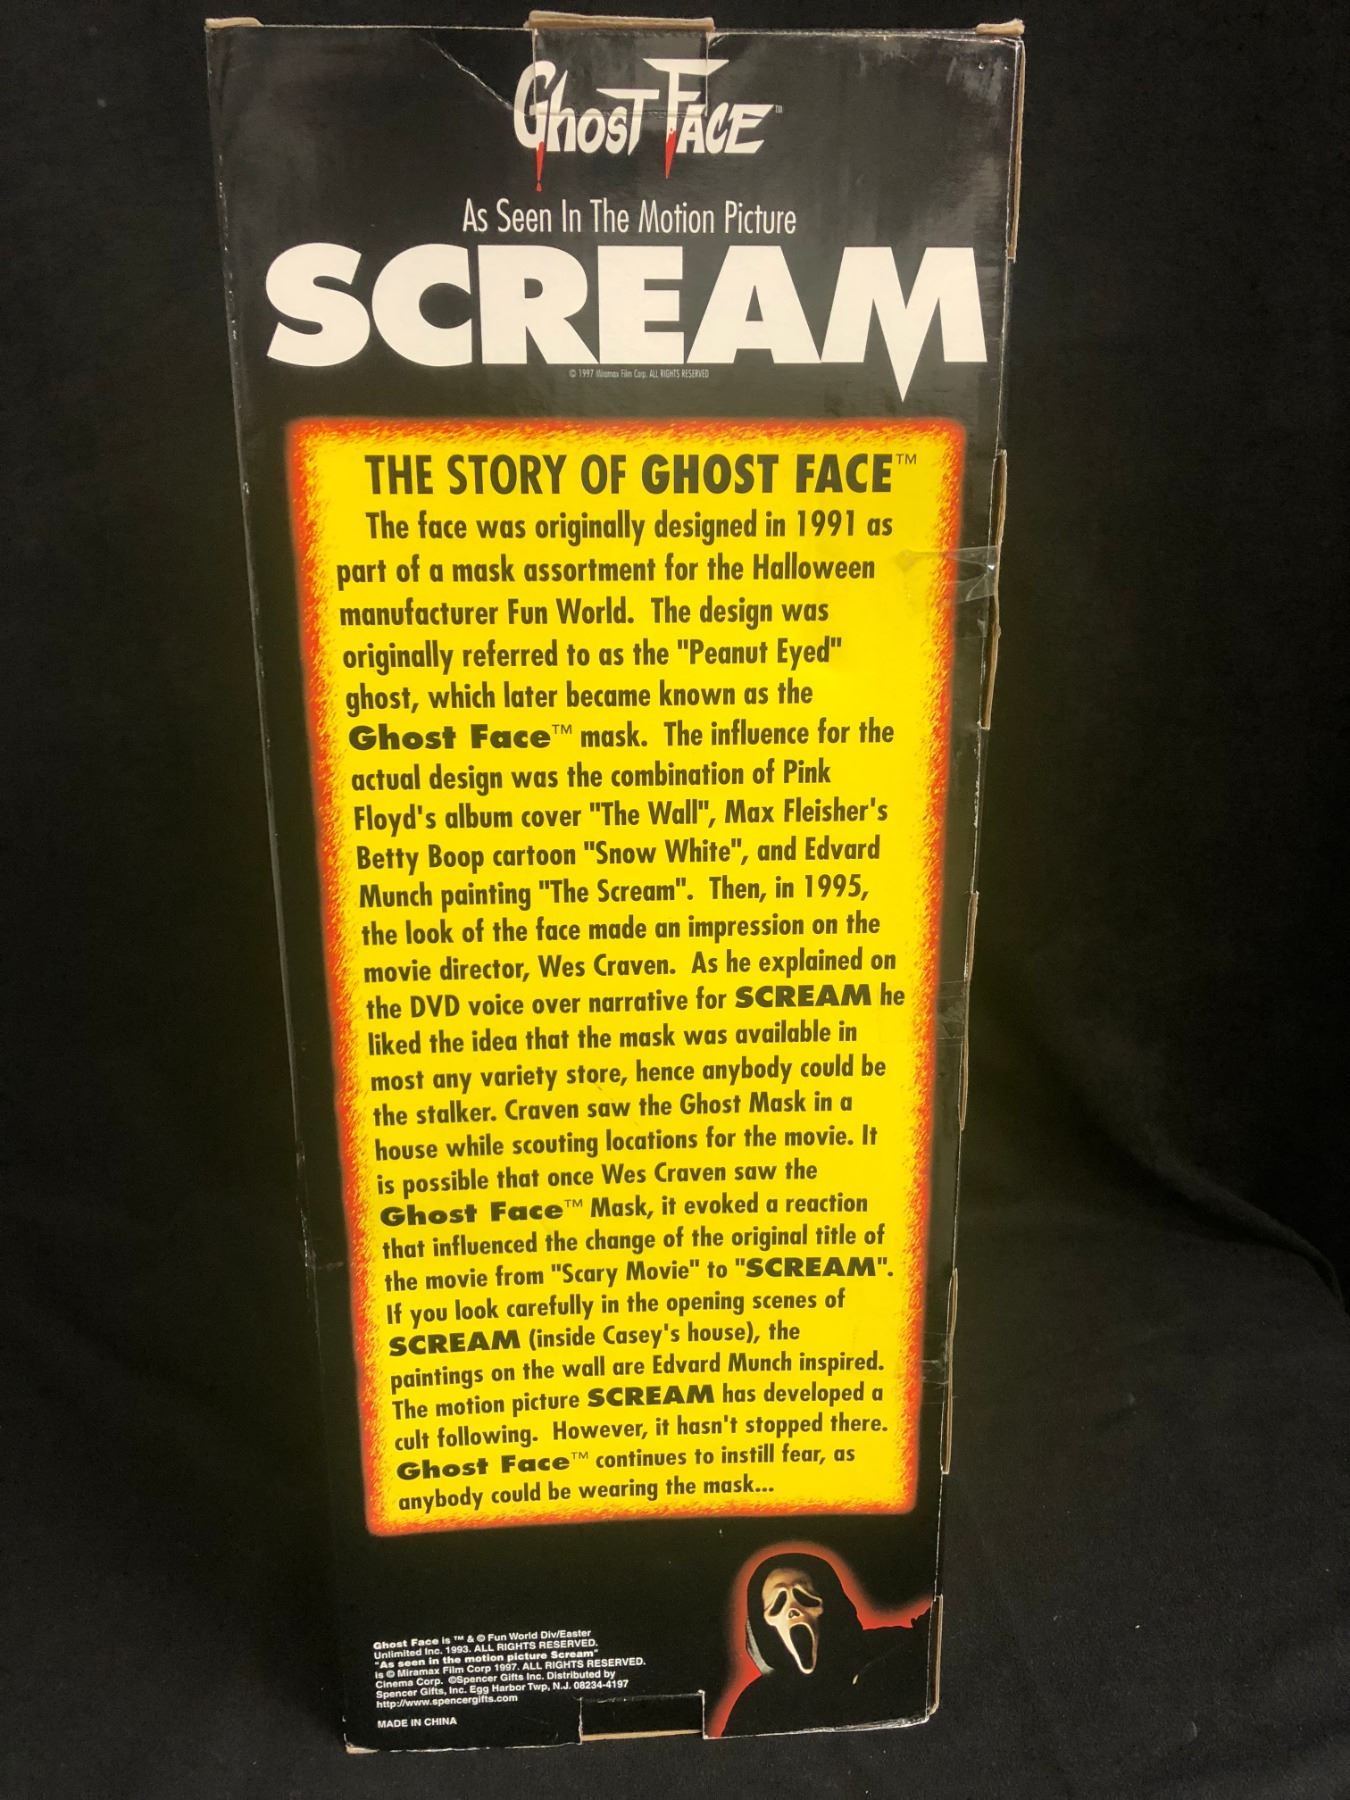 Ghost Face™
As Seen In The Motion Picture
SCREAM
© 1997 Miramax Film Corp. ALL RIGHTS RESERVED
THE STORY OF GHOST FACE™
The face was originally designed in 1991 as
part of a mask assortment for the Halloween
manufacturer Fun World. The design was
originally referred to as the "Peanut Eyed"
ghost, which later became known as the
Ghost Face™ mask. The influence for the
actual design was the combination of Pink
Floyd's album cover "The Wall", Max Fleisher's
Betty Boop cartoon "Snow White", and Edvard
Munch painting "The Scream". Then, in 1995,
the look of the face made an impression on the
movie director, Wes Craven. As he explained on
the DVD voice over narrative for SCREAM he
liked the idea that the mask was available in
most any variety store, hence anybody could be
the stalker. Craven saw the Ghost Mask in a
house while scouting locations for the movie. It
is possible that once Wes Craven saw the
Ghost Face™ Mask, it evoked a reaction
that influenced the change of the original title of
the movie from "Scary Movie" to "SCREAM".
If you look carefully in the opening scenes of
SCREAM (inside Casey's house), the
paintings on the wall are Edvard Munch inspired.
The motion picture SCREAM has developed a
cult following. However, it hasn't stopped there.
Ghost Face™ continues to instill fear, as
anybody could be wearing the mask...
Ghost Face is ™ & © Fun World Div/Easter
Unlimited Inc. 1993. ALL RIGHTS RESERVED.
"As seen in the motion picture Scream"
is © Miramax Film Corp 1997. ALL RIGHTS RESERVED.
Cinema Corp. ©Spencer Gifts Inc. Distributed by
Spencer Gifts, Inc. Egg Harbor Twp, N.J. 08234-4197
http://www.spencergifts.com
MADE IN CHINA